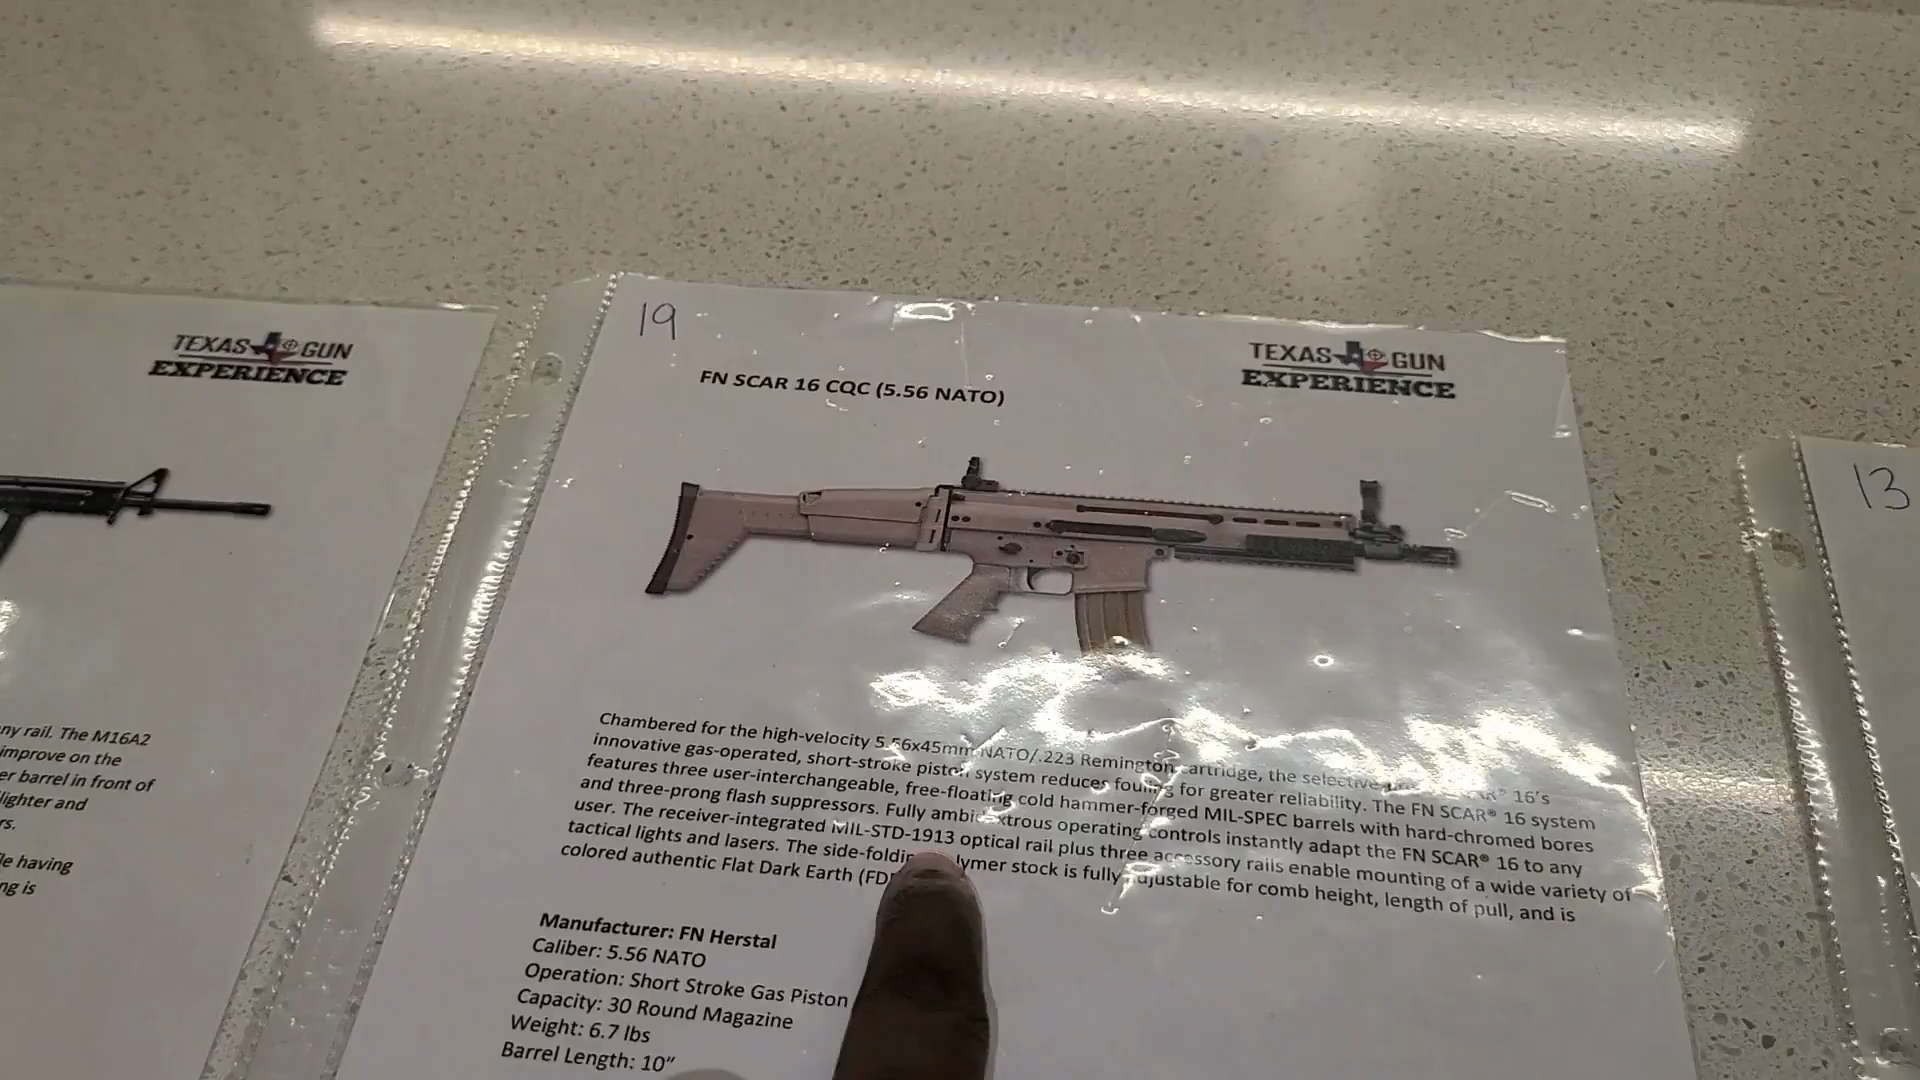 TEXAS GUN
EXPERIENCE
ny rail. The M16A2
improve on the
er barrel in front of
lighter and
rs.
le having
ng is
19
TEXAS GUN
EXPERIENCE
FN SCAR 16 CQC (5.56 NATO)
Chambered for the high-velocity 5.56x45mm NATO/.223 Remington cartridge, the selective 16's
innovative gas-operated, short-stroke piston system reduces fouling for greater reliability. The FN SCAR® 16 system
features three user-interchangeable, free-floating cold hammer-forged MIL-SPEC barrels with hard-chromed bores
and three-prong flash suppressors. Fully ambidextrous operating controls instantly adapt the FN SCAR® 16 to any
user. The receiver-integrated MIL-STD-1913 optical rail plus three accessory rails enable mounting of a wide variety of
tactical lights and lasers. The side-folding polymer stock is fully adjustable for comb height, length of pull, and is
colored authentic Flat Dark Earth (FD
Manufacturer: FN Herstal
Caliber: 5.56 NATO
Operation: Short Stroke Gas Piston
Capacity: 30 Round Magazine
Weight: 6.7 lbs
Barrel Length: 10"
13